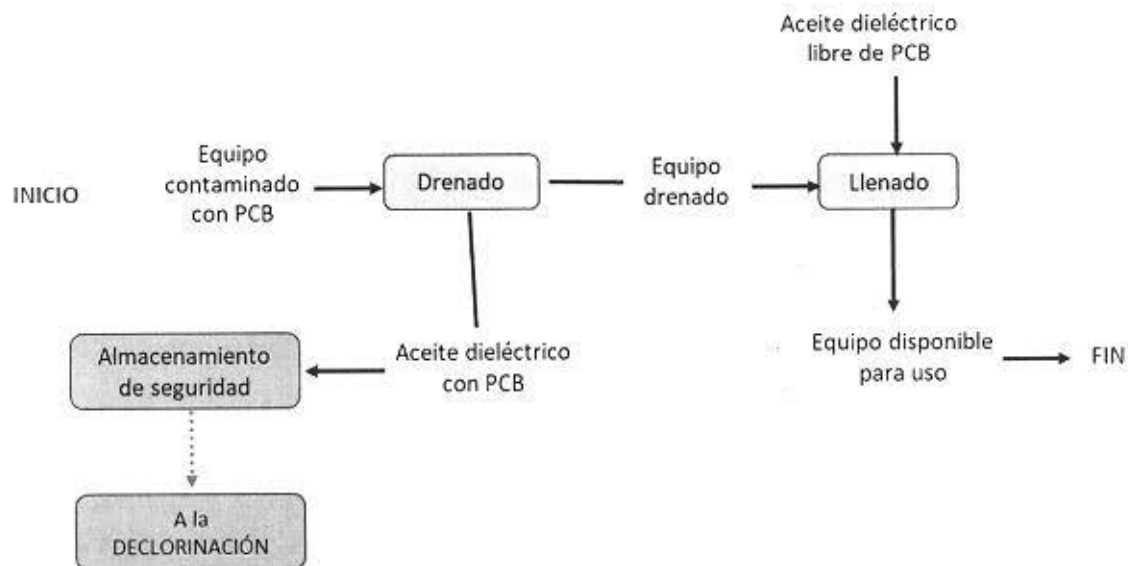 Aceite dieléctrico
libre de PCB
INICIO
Equipo
contaminado
con PCB
Drenado
Equipo
drenado
Llenado
Almacenamiento
de seguridad
Aceite dieléctrico
con PCB
Equipo disponible
para uso
FIN
A la
DECLORINACIÓN